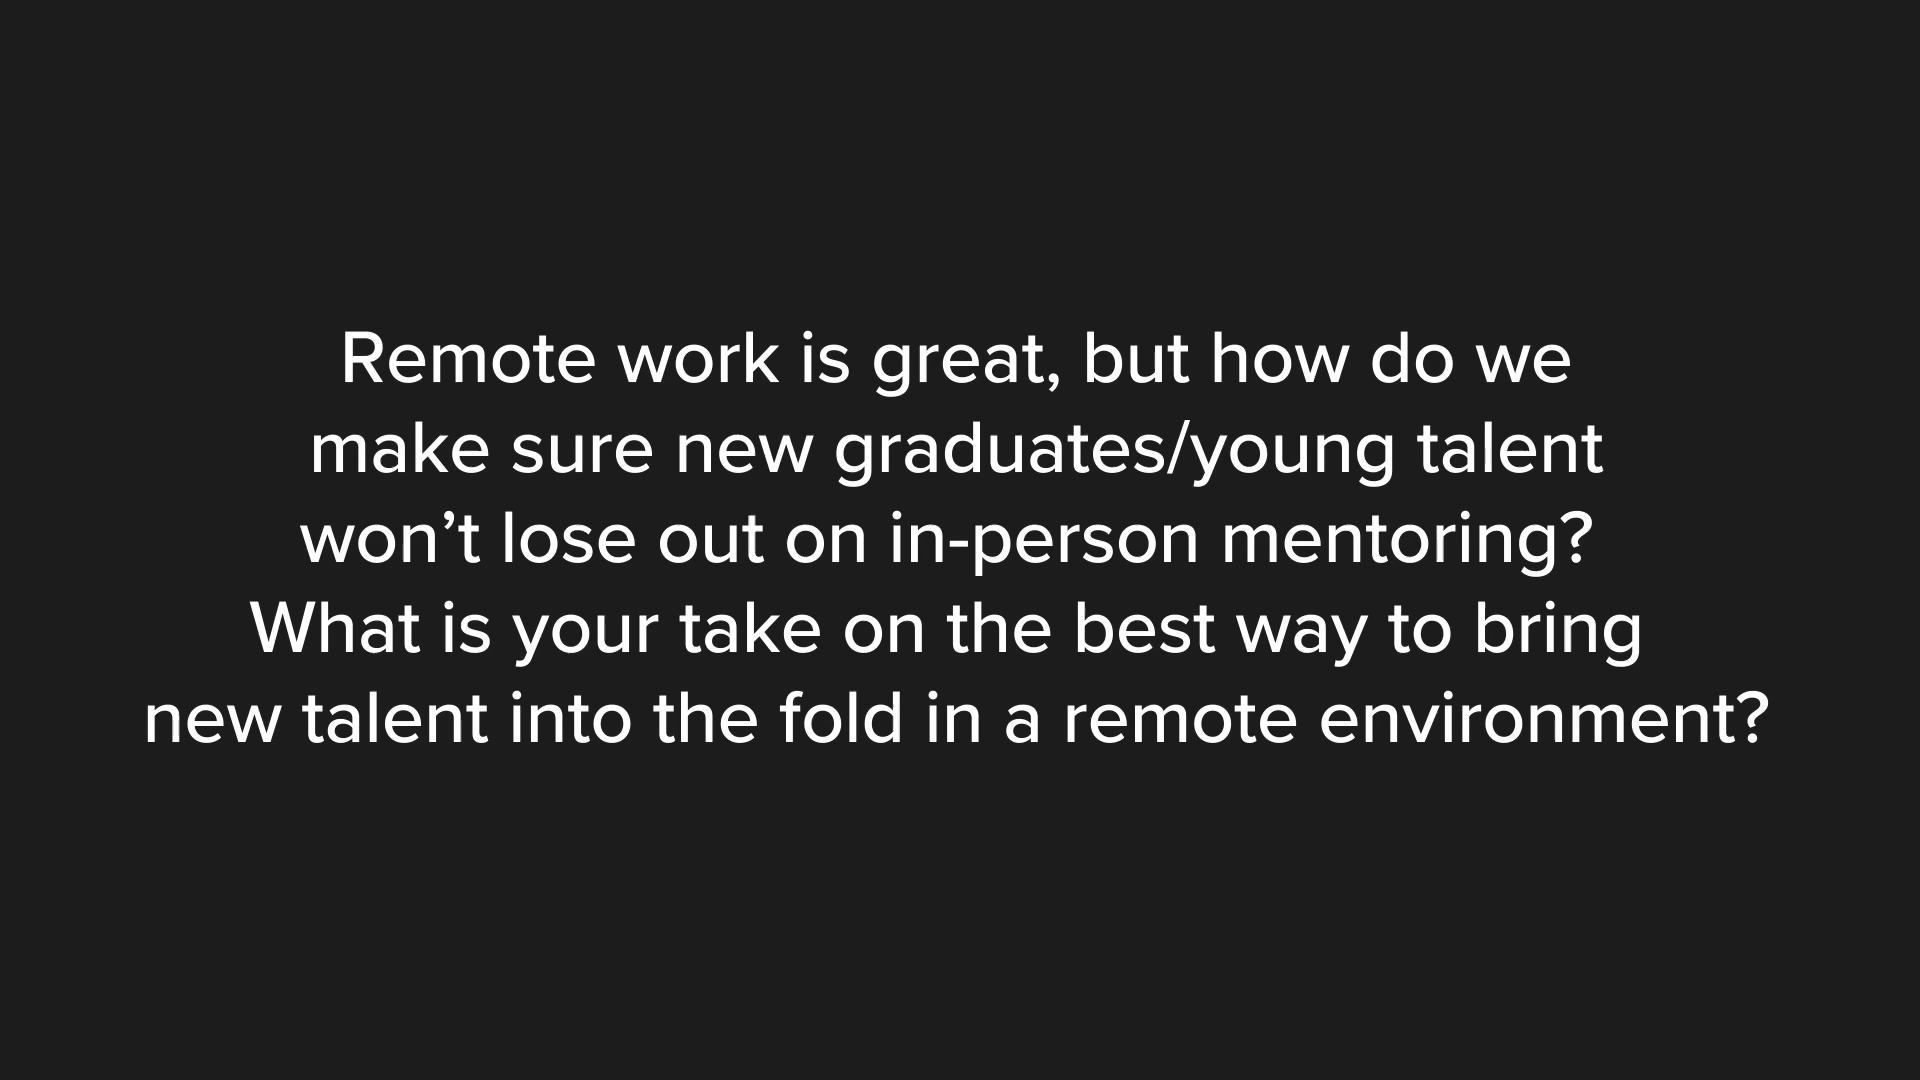 Remote work is great, but how do we
make sure new graduates/young talent
won’t lose out on in-person mentoring?
What is your take on the best way to bring
new talent into the fold in a remote environment?